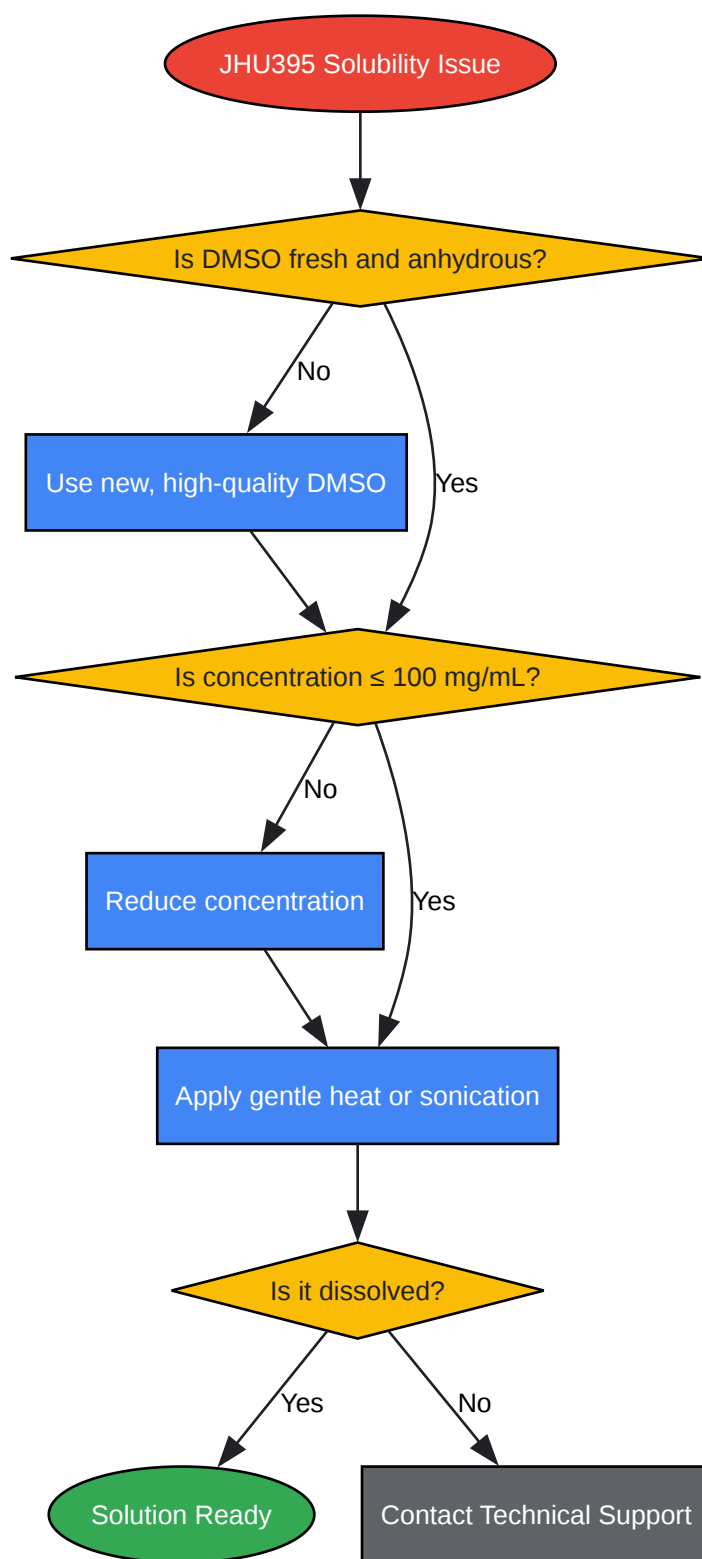 JHU395 Solubility Issue
Is DMSO fresh and anhydrous?
No
Use new, high-quality DMSO
Yes
Is concentration ≤ 100 mg/mL?
No
Reduce concentration
Yes
Apply gentle heat or sonication
Is it dissolved?
Yes
No
Solution Ready
Contact Technical Support